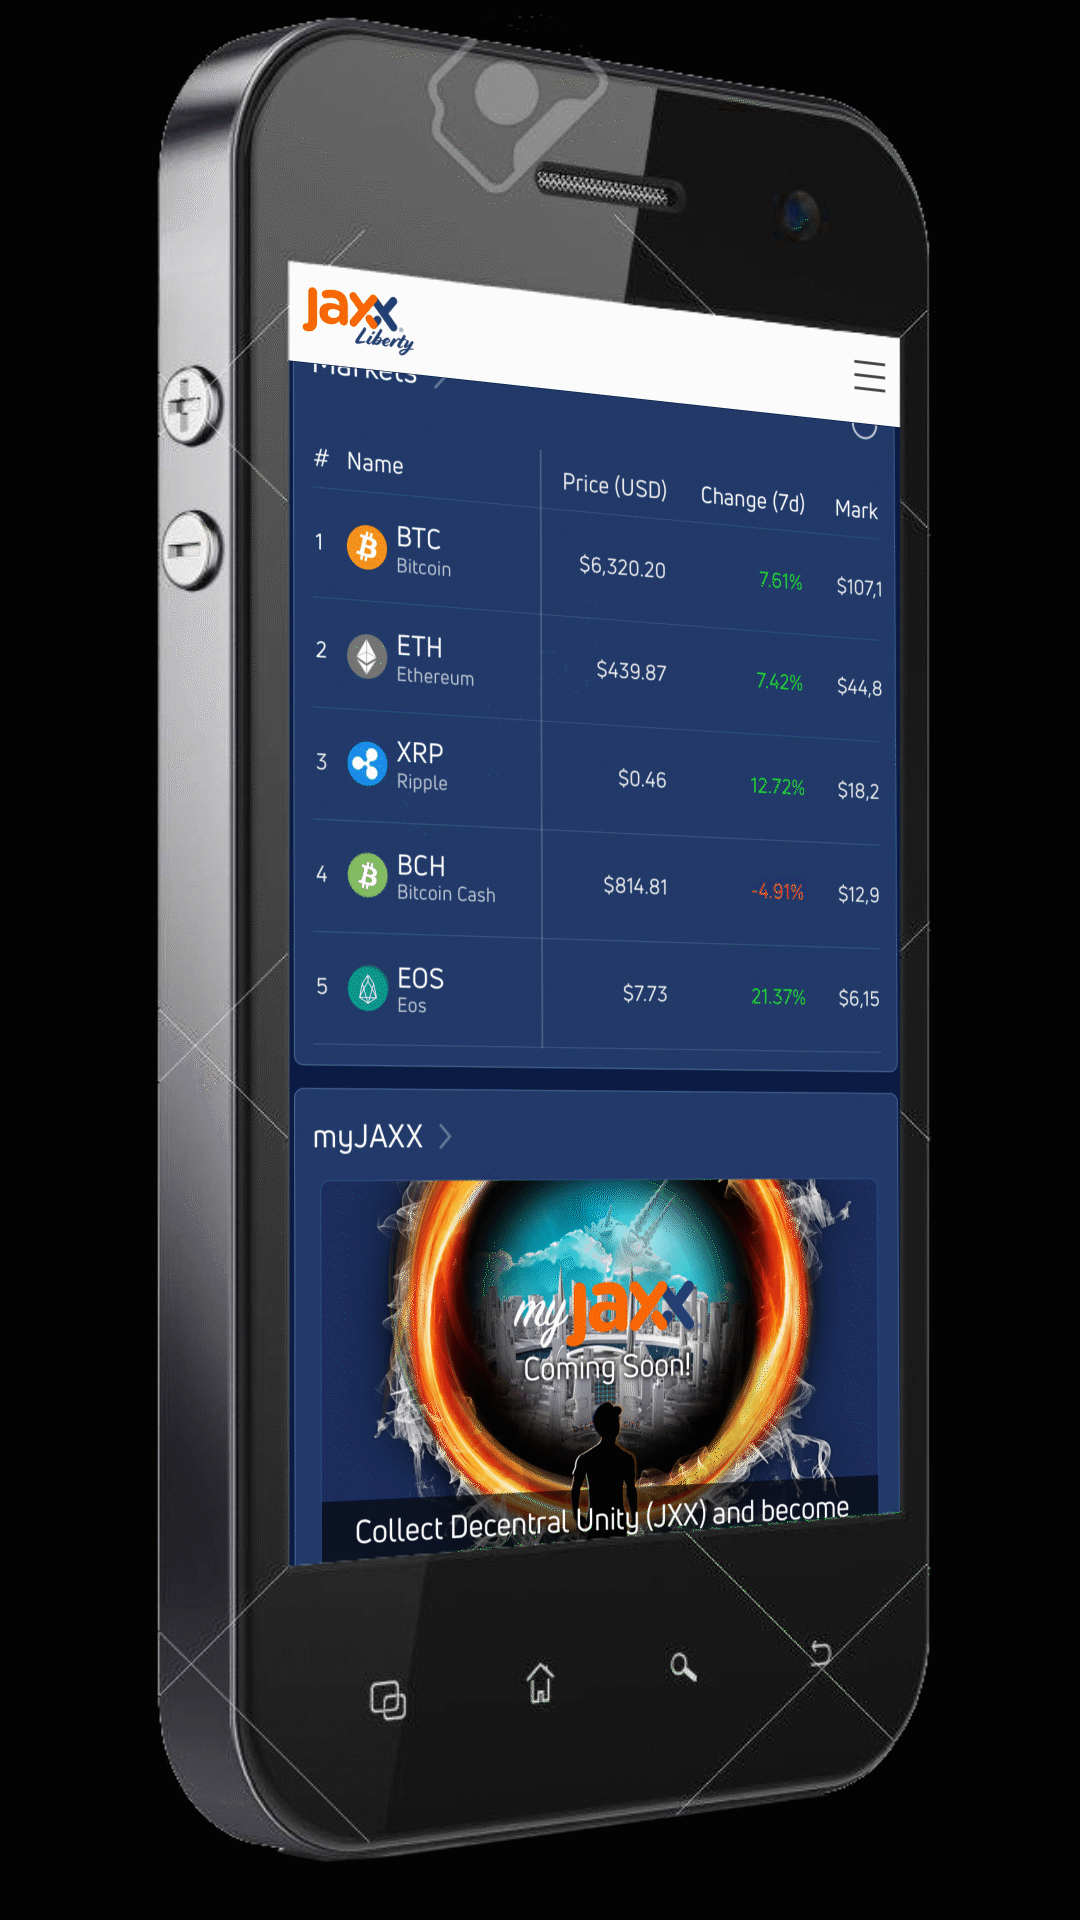 Jaxx
Liberty
Markets
# Name Price (USD) Change (7d) Mark
1 BTC $6,320.20 7.61% $107,1
Bitcoin
2 ETH $439.87 7.42% $44,8
Ethereum
3 XRP $0.46 12.72% $18,2
Ripple
4 BCH $814.81 -4.91% $12,9
Bitcoin Cash
5 EOS $7.73 21.37% $6,15
Eos
myJAXX
my Jaxx
Coming Soon!
Collect Decentral Unity (JXX) and become